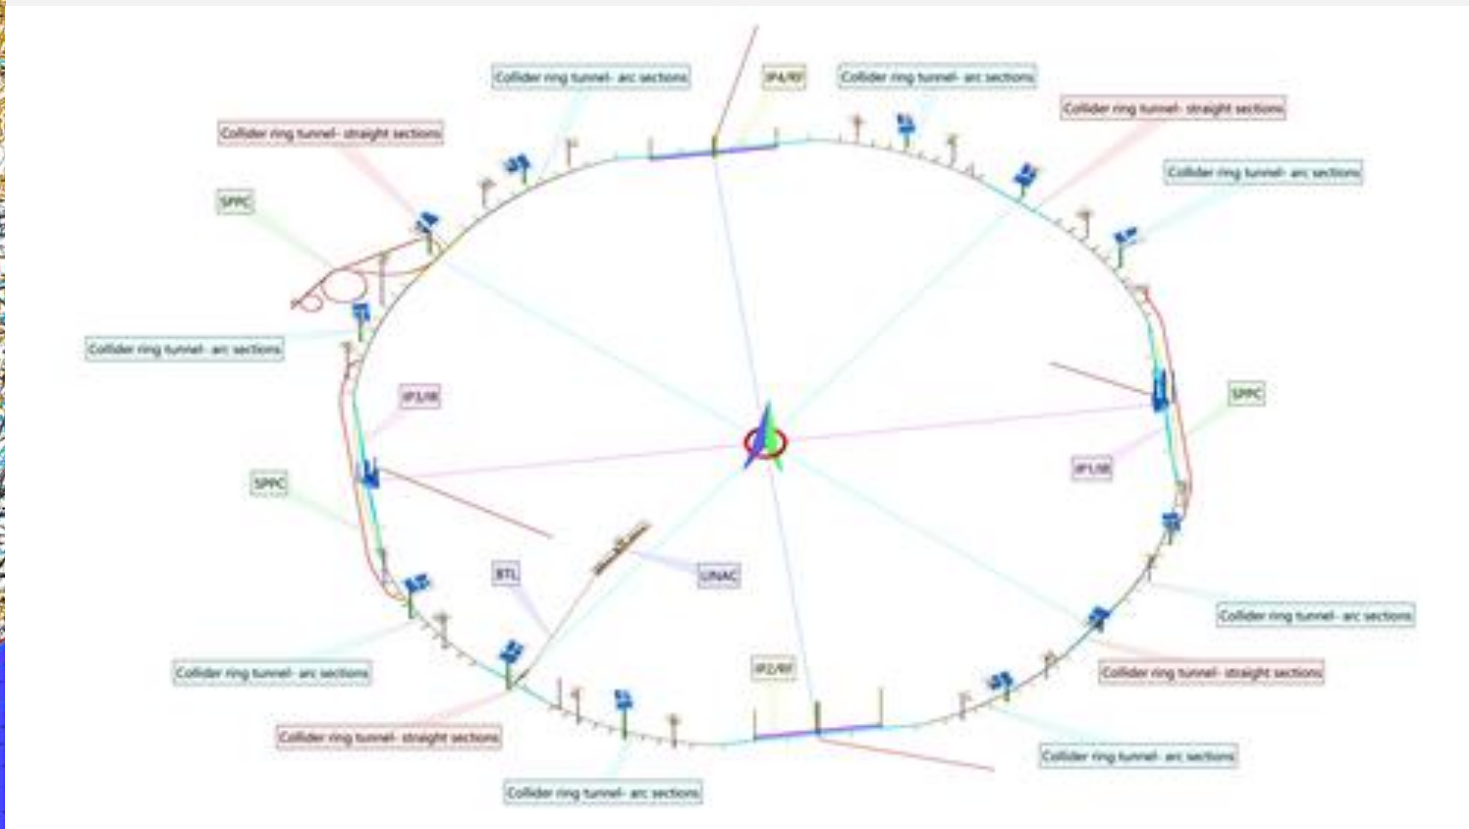 Collider ring tunnel- arc sections
IP4/RF
Collider ring tunnel- arc sections
Collider ring tunnel- straight sections
Collider ring tunnel- straight sections
Collider ring tunnel- arc sections
SPPC
Collider ring tunnel- arc sections
IP3/IR
SPPC
IP1/IR
SPPC
BTL
LINAC
Collider ring tunnel- arc sections
IP2/RF
Collider ring tunnel- arc sections
Collider ring tunnel- straight sections
Collider ring tunnel- straight sections
Collider ring tunnel- arc sections
Collider ring tunnel- arc sections